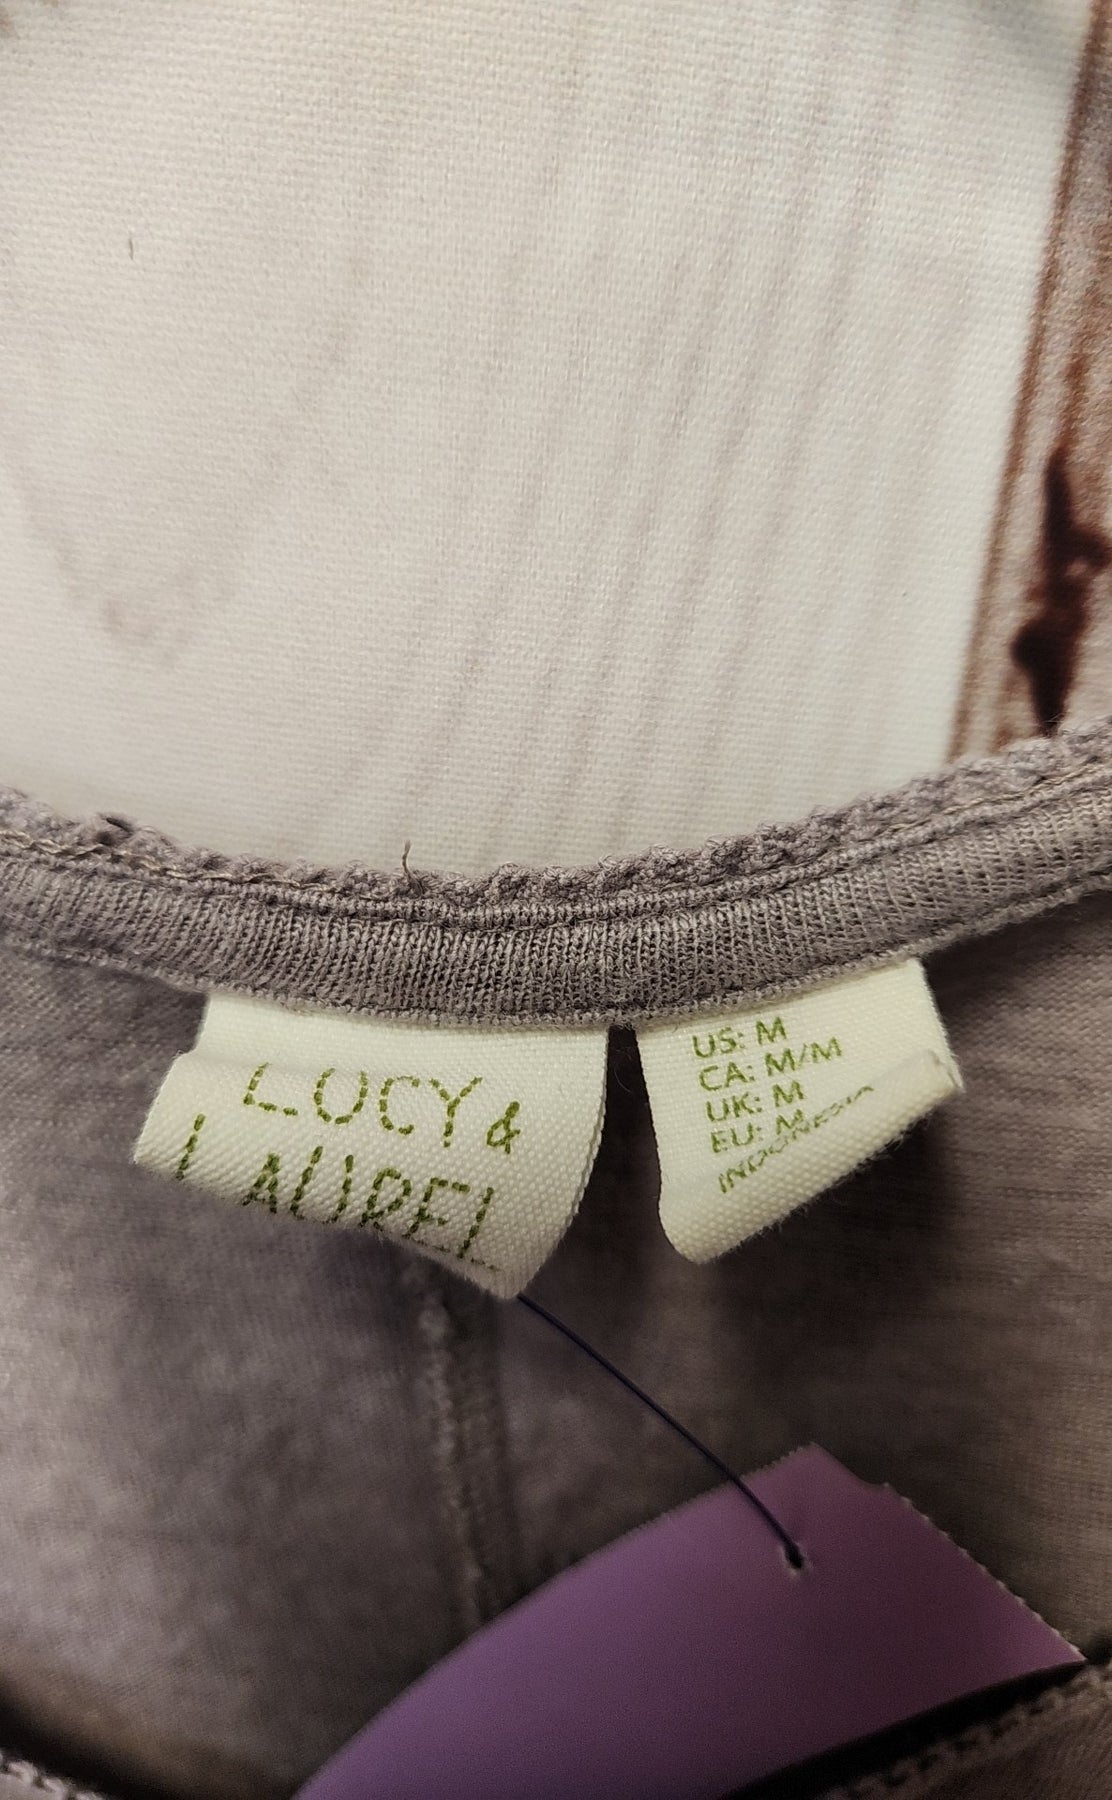 LUCY &
LAUREL
US: M
CA: M/M
UK: M
EU: M
INDONESIA